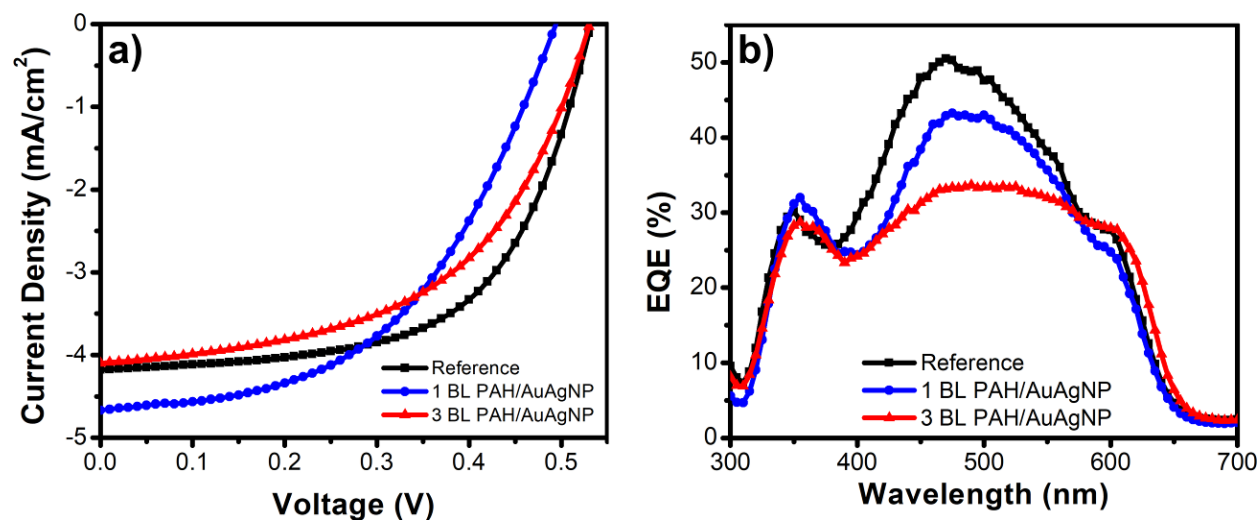 a)
Current Density (mA/cm²)
0
-1
-2
-3
-4
-5
Reference
1 BL PAH/AuAgNP
3 BL PAH/AuAgNP
0.0 0.1 0.2 0.3 0.4 0.5
Voltage (V)
b)
EQE (%)
50
40
30
20
10
0
Reference
1 BL PAH/AuAgNP
3 BL PAH/AuAgNP
300 400 500 600 700
Wavelength (nm)